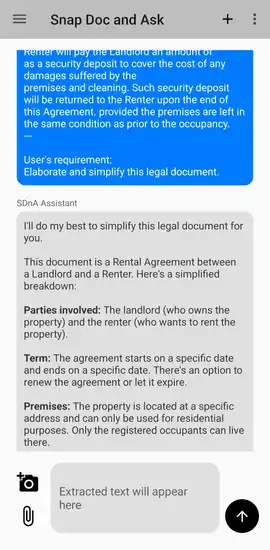 Snap Doc and Ask
Renter will pay the Landlord an amount of
as a security deposit to cover the cost of any
damages suffered by the
premises and cleaning. Such security deposit
will be returned to the Renter upon the end
of this Agreement, provided the premises are left in
the same condition as prior to the occupancy.
—
User's requirement:
Elaborate and simplify this legal document.
SDnA Assistant
I'll do my best to simplify this legal document for
you.
This document is a Rental Agreement between
a Landlord and a Renter. Here's a simplified
breakdown:
Parties involved: The landlord (who owns the
property) and the renter (who wants to rent the
property).
Term: The agreement starts on a specific date
and ends on a specific date. There's an option to
renew the agreement or let it expire.
Premises: The property is located at a specific
address and can only be used for residential
purposes. Only the registered occupants can live
there.
Extracted text will appear
here